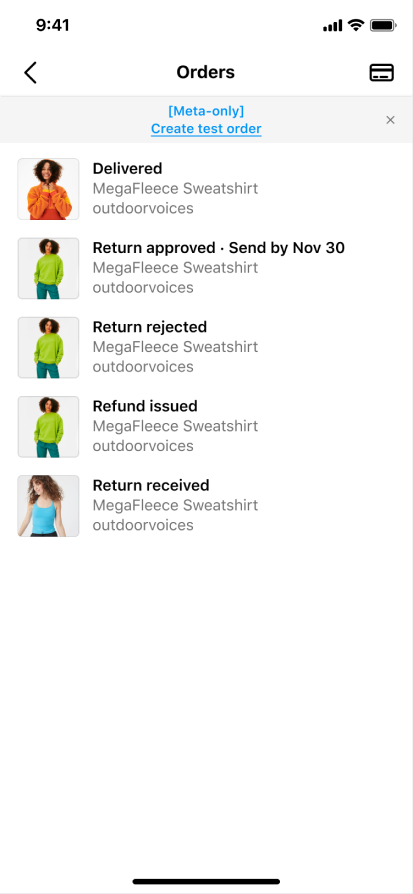 9:41
Orders
[Meta-only]
Create test order
Delivered
MegaFleece Sweatshirt
outdoorvoices
Return approved · Send by Nov 30
MegaFleece Sweatshirt
outdoorvoices
Return rejected
MegaFleece Sweatshirt
outdoorvoices
Refund issued
MegaFleece Sweatshirt
outdoorvoices
Return received
MegaFleece Sweatshirt
outdoorvoices